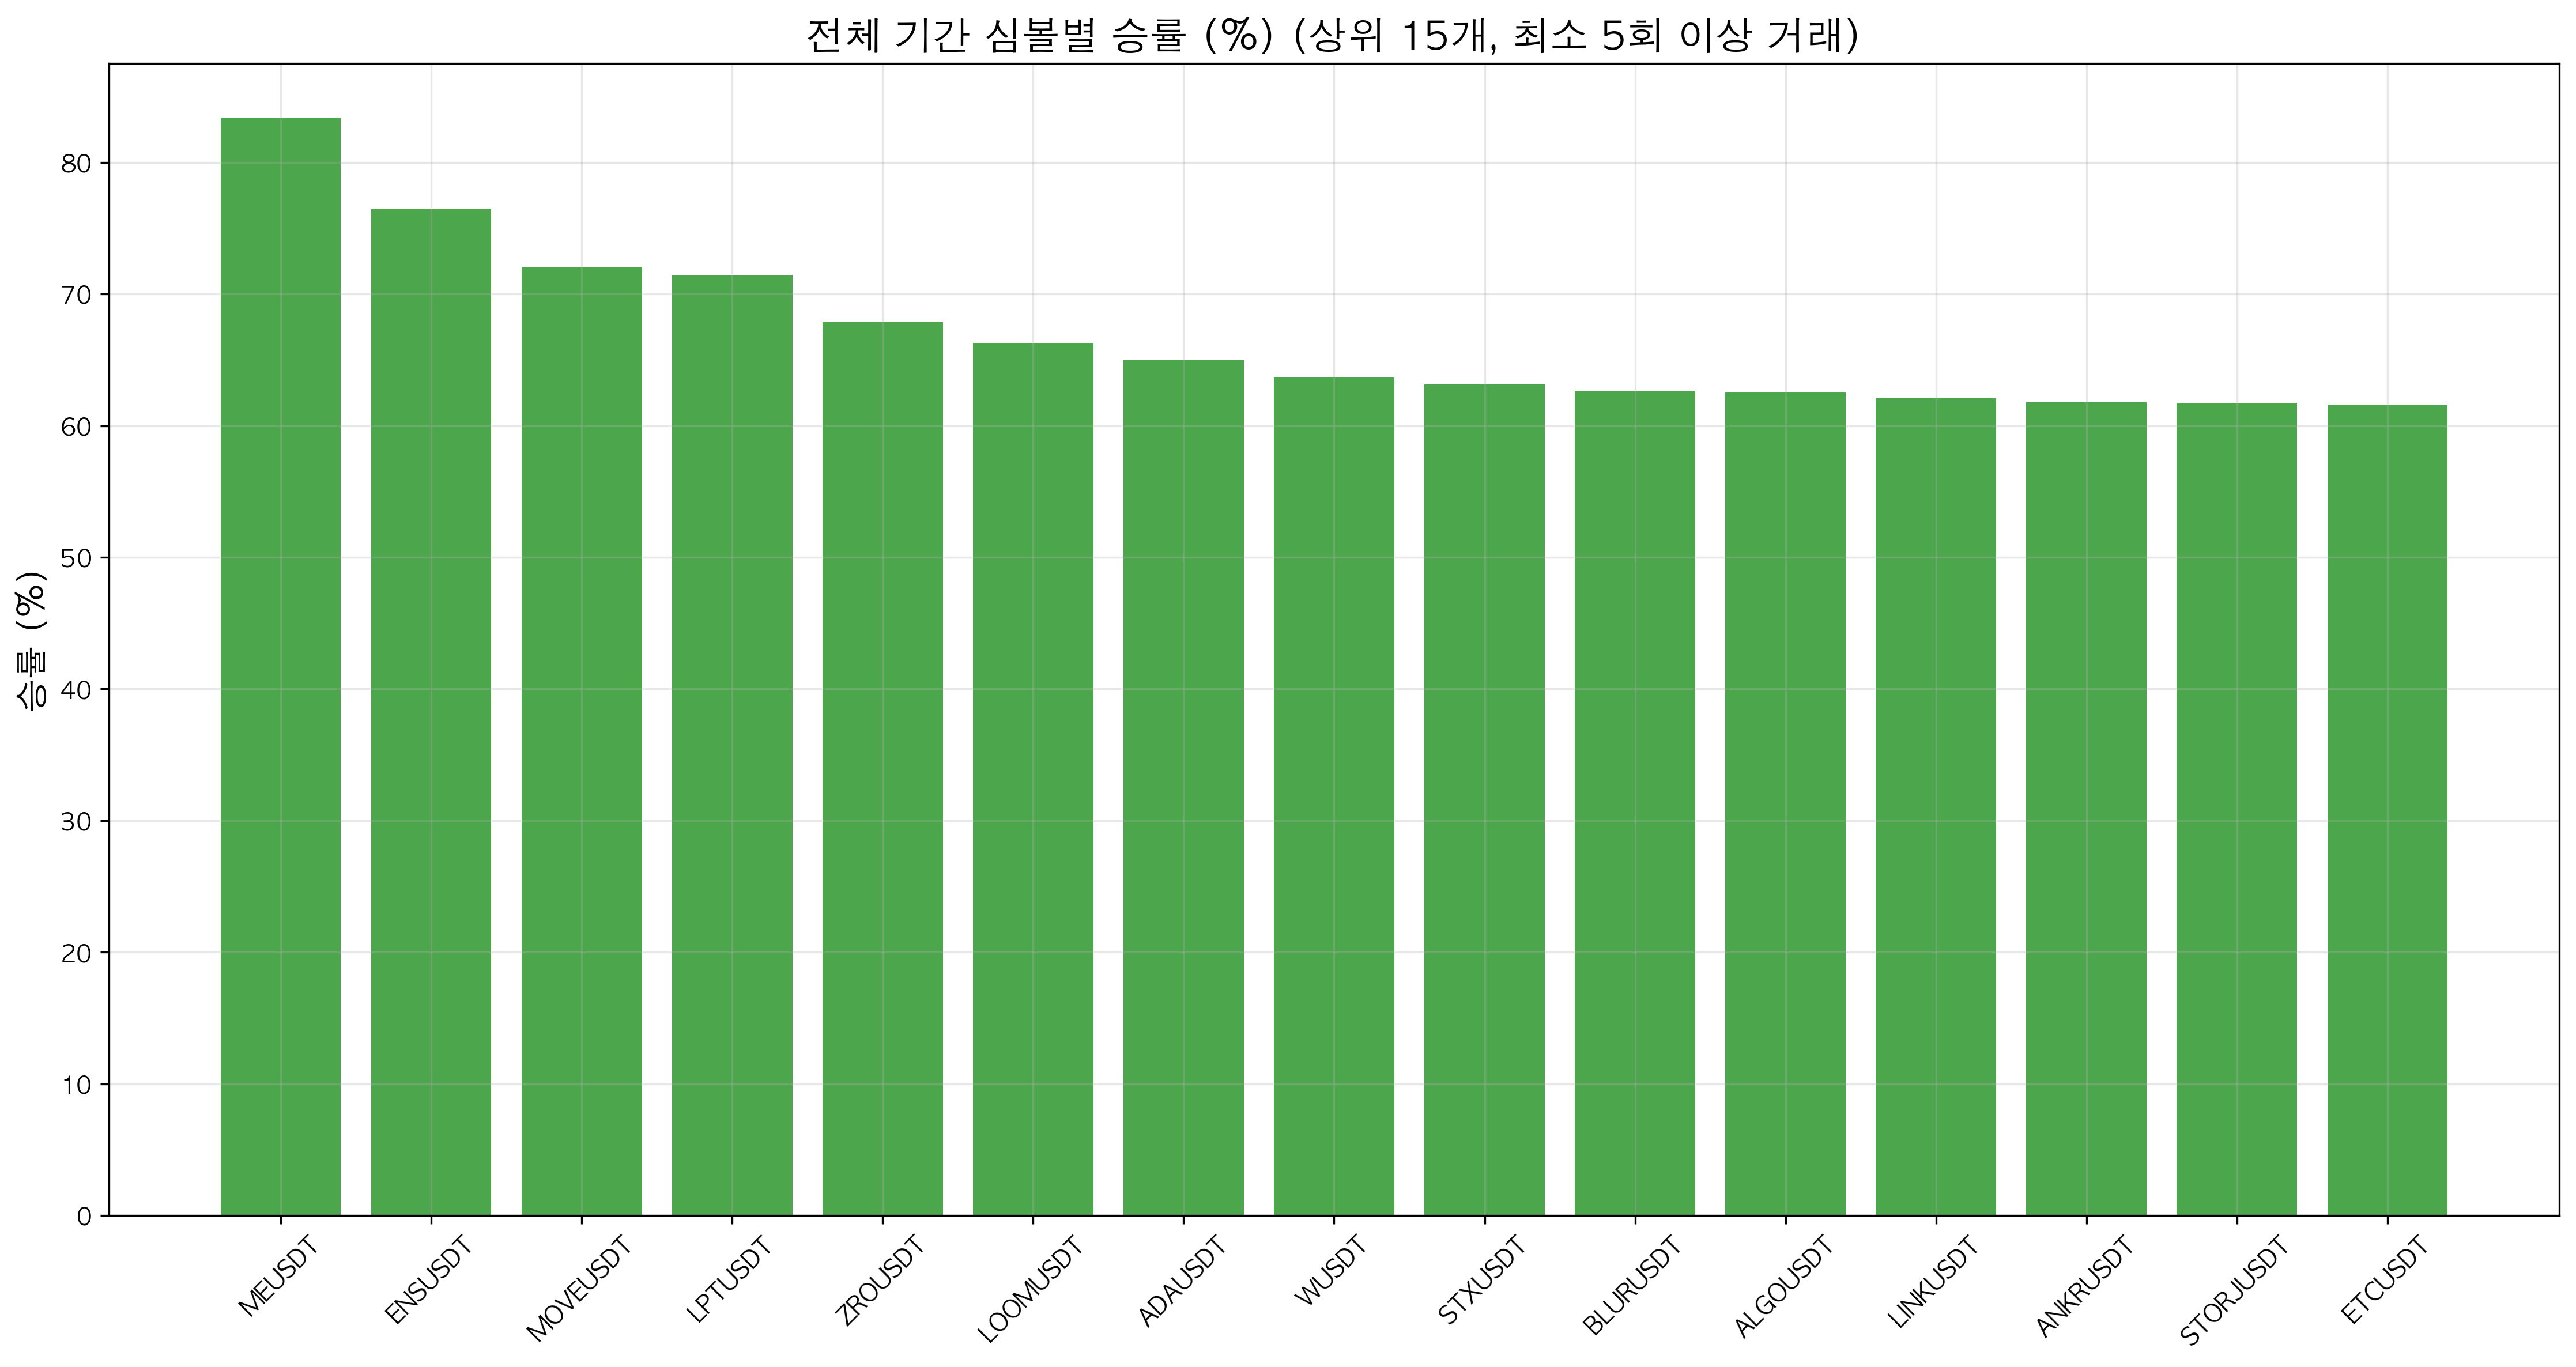 전체 기간 심볼별 승률 (%) (상위 15개, 최소 5회 이상 거래)
승률 (%)
80
70
60
50
40
30
20
10
0
MEUSDT
ENSUSDT
MOVEUSDT
LPTUSDT
ZROUSDT
LOOMUSDT
ADAUSDT
WUSDT
STXUSDT
BLURUSDT
ALGOUSDT
LINKUSDT
ANKRUSDT
STORJUSDT
ETCUSDT